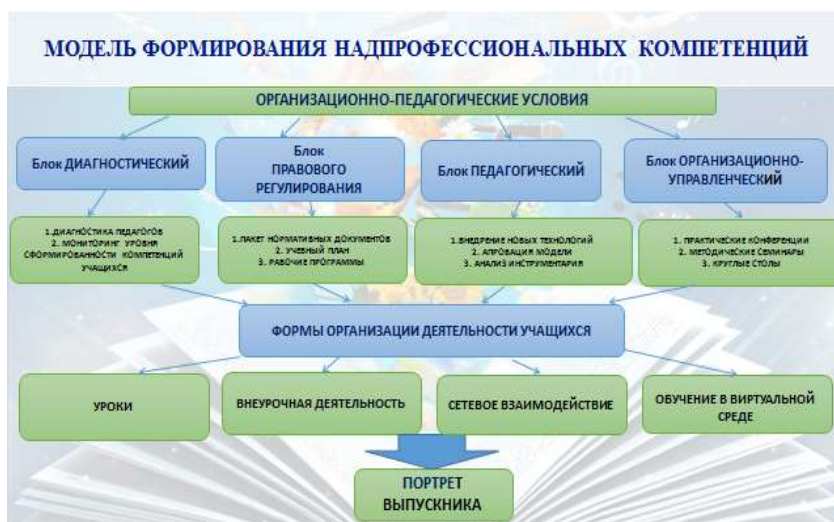 МОДЕЛЬ ФОРМИРОВАНИЯ НАДПРОФЕССИОНАЛЬНЫХ КОМПЕТЕНЦИЙ
ОРГАНИЗАЦИОННО-ПЕДАГОГИЧЕСКИЕ УСЛОВИЯ
Блок ДИАГНОСТИЧЕСКИЙ
Блок
ПРАВОВОГО
РЕГУЛИРОВАНИЯ
Блок ПЕДАГОГИЧЕСКИЙ
Блок ОРГАНИЗАЦИОННО-
УПРАВЛЕНЧЕСКИЙ
1.ДИАГНОСТИКА ПЕДАГОГОВ
2. МОНИТОРИНГ УРОВНЯ
СФОРМИРОВАННОСТИ КОМПЕТЕНЦИЙ
УЧАЩИХСЯ
1.ПАКЕТ НОРМАТИВНЫХ ДОКУМЕНТОВ
2. УЧЕБНЫЙ ПЛАН
3. РАБОЧИЕ ПРОГРАММЫ
1.ВНЕДРЕНИЕ НОВЫХ ТЕХНОЛОГИЙ
2. АПРОБАЦИЯ МОДЕЛИ
3. АНАЛИЗ ИНСТРУМЕНТАРИЯ
1. ПРАКТИЧЕСКИЕ КОНФЕРЕНЦИИ
2. МЕТОДИЧЕСКИЕ СЕМИНАРЫ
3. КРУГЛЫЕ СТОЛЫ
ФОРМЫ ОРГАНИЗАЦИИ ДЕЯТЕЛЬНОСТИ УЧАЩИХСЯ
УРОКИ
ВНЕУРОЧНАЯ ДЕЯТЕЛЬНОСТЬ
СЕТЕВОЕ ВЗАИМОДЕЙСТВИЕ
ОБУЧЕНИЕ В ВИРТУАЛЬНОЙ
СРЕДЕ
ПОРТРЕТ
ВЫПУСКНИКА